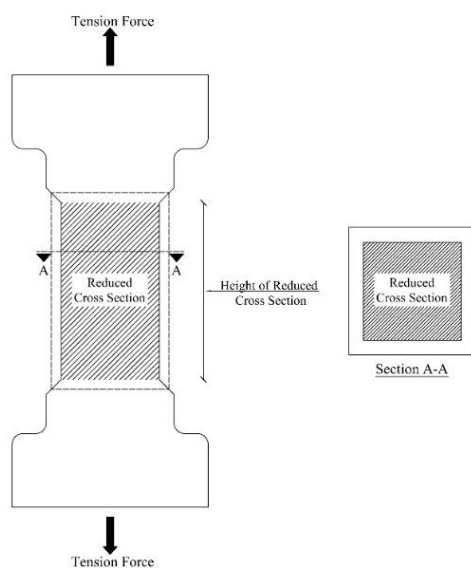 Tension Force
A
A
Reduced
Cross Section
Height of Reduced
Cross Section
Reduced
Cross Section
Section A-A
Tension Force